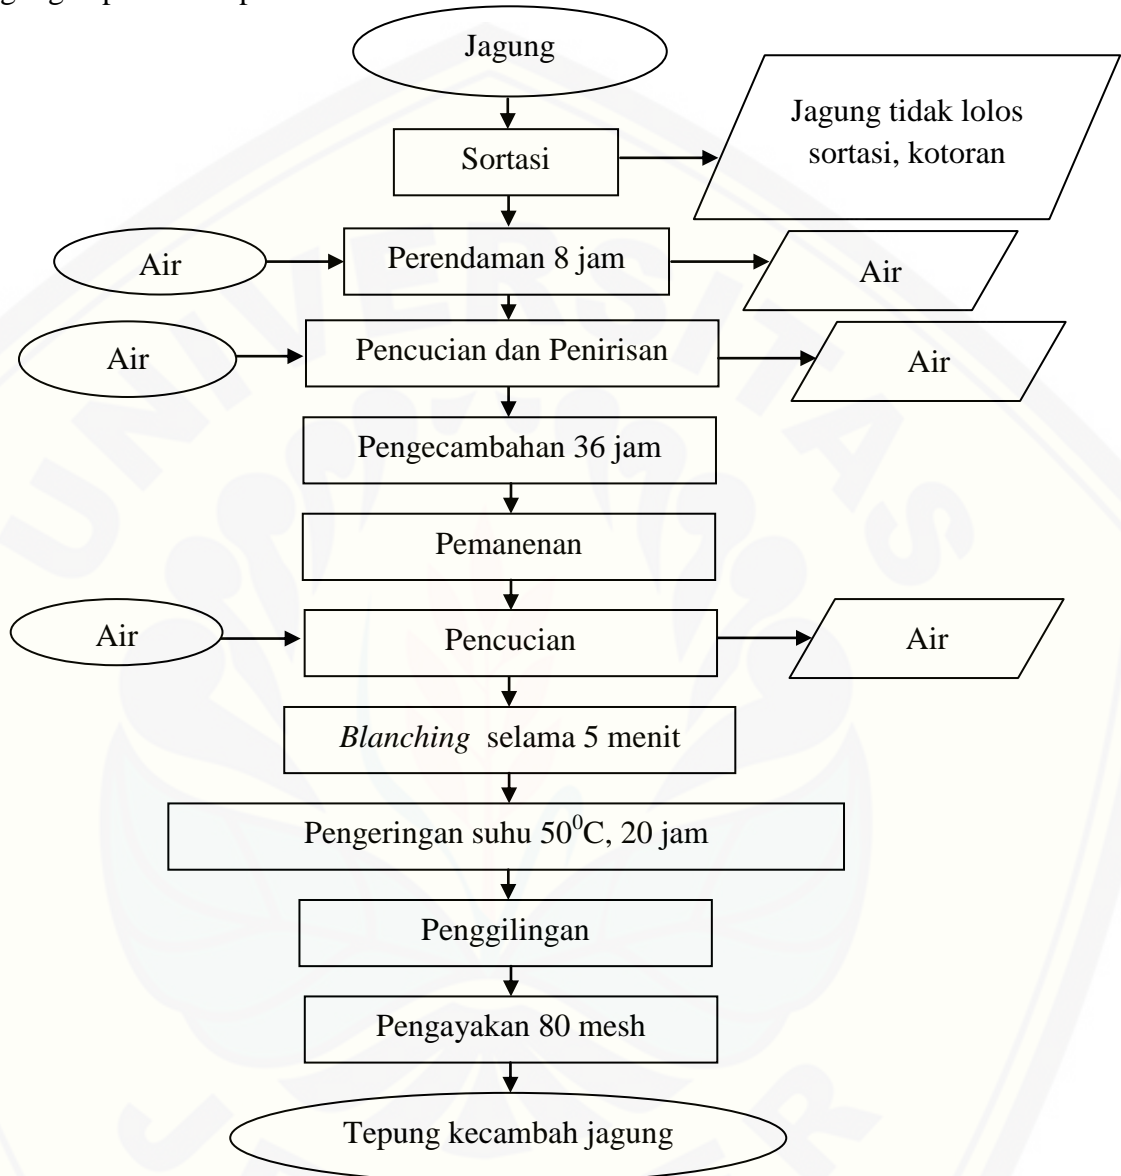 Jagung
Jagung tidak lolos
sortasi, kotoran
Sortasi
Air
Perendaman 8 jam
Air
Air
Pencucian dan Penirisan
Air
Pengecambahan 36 jam
Pemanenan
Air
Pencucian
Air
Blanching selama 5 menit
Pengeringan suhu 50⁰C, 20 jam
Penggilingan
Pengayakan 80 mesh
Tepung kecambah jagung
UNIVERSITAS